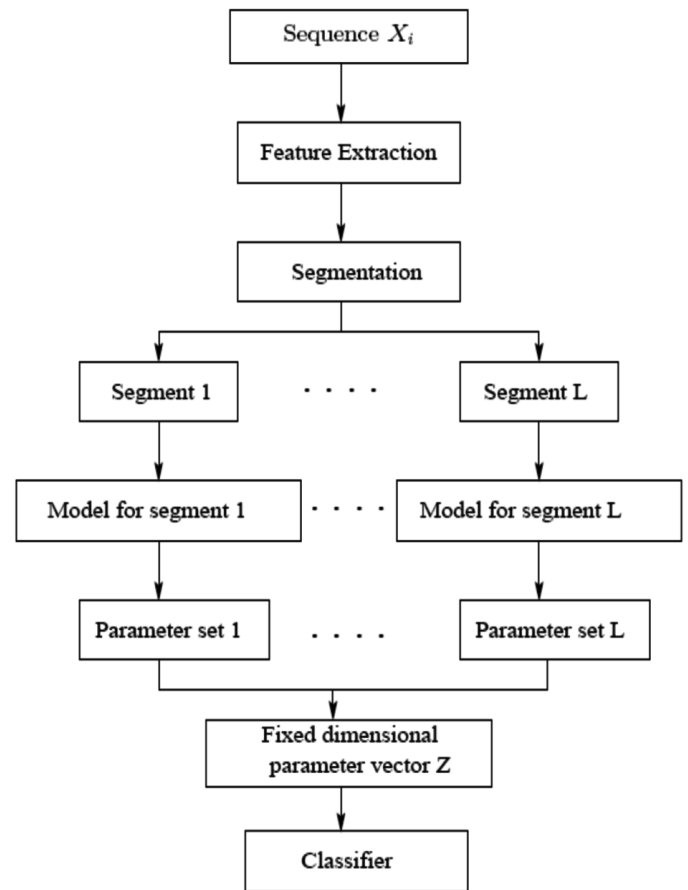 Sequence X_i
Feature Extraction
Segmentation
Segment 1 . . . . Segment L
Model for segment 1 . . . . Model for segment L
Parameter set 1 . . . . Parameter set L
Fixed dimensional
parameter vector Z
Classifier